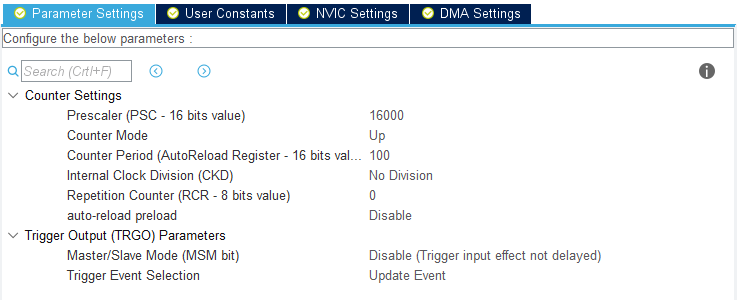 Parameter Settings User Constants NVIC Settings DMA Settings
Configure the below parameters :
Search (Crtl+F)
Counter Settings
Prescaler (PSC - 16 bits value) 16000
Counter Mode Up
Counter Period (AutoReload Register - 16 bits val... 100
Internal Clock Division (CKD) No Division
Repetition Counter (RCR - 8 bits value) 0
auto-reload preload Disable
Trigger Output (TRGO) Parameters
Master/Slave Mode (MSM bit) Disable (Trigger input effect not delayed)
Trigger Event Selection Update Event